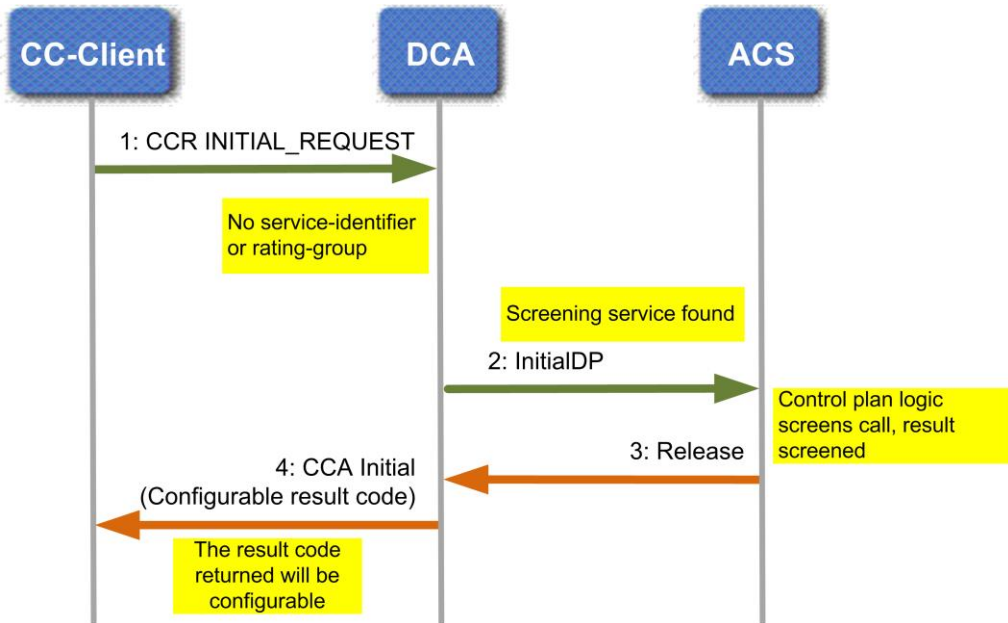 CC-Client
DCA
ACS
1: CCR INITIAL_REQUEST
No service-identifier
or rating-group
Screening service found
2: InitialDP
Control plan logic
screens call, result
screened
3: Release
4: CCA Initial
(Configurable result code)
The result code
returned will be
configurable